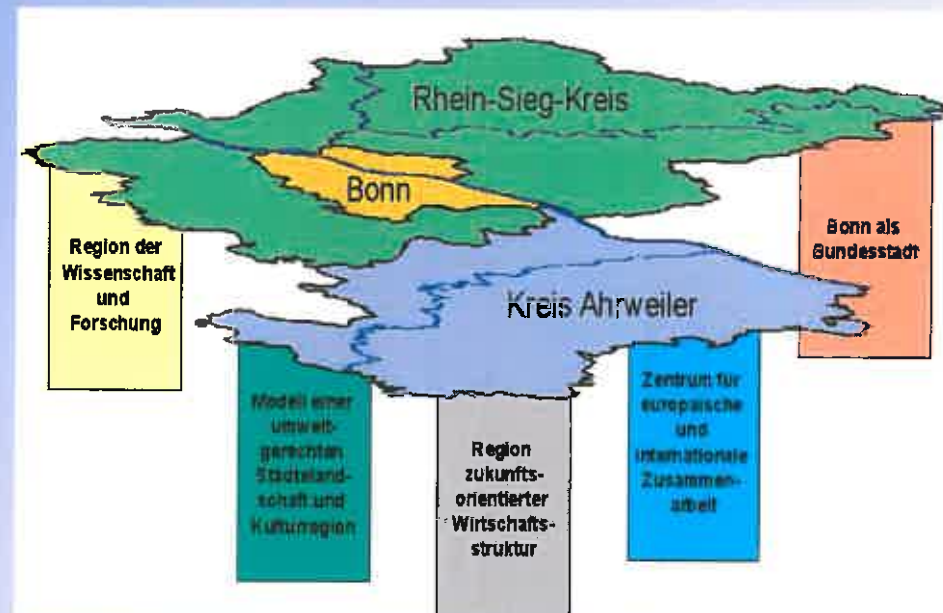 Rhein-Sieg-Kreis
Bonn
Kreis Ahrweiler
Region der
Wissenschaft
und
Forschung
Modell einer
umwelt-
gerechten
Städteland-
schaft und
Kulturregion
Region
zukunfts-
orientierter
Wirtschafts-
struktur
Zentrum für
europäische
und
internationale
Zusammen-
arbeit
Bonn als
Bundesstadt